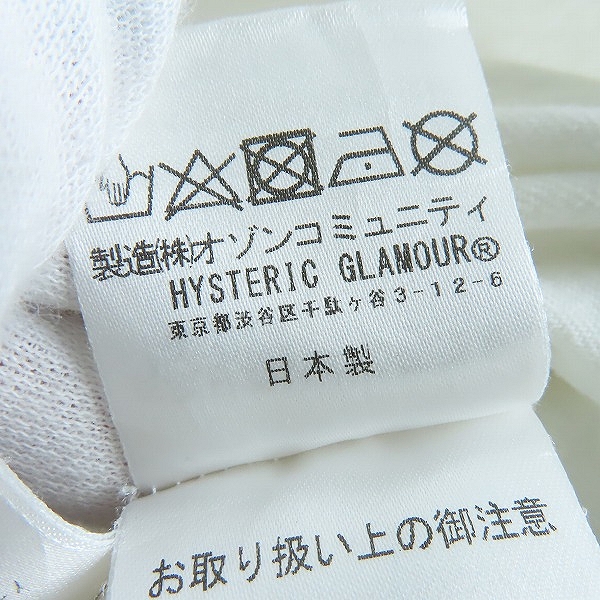 製造(株)オゾンコミュニティ
HYSTERIC GLAMOUR®
東京都渋谷区千駄ヶ谷3-12-6
日本製
お取り扱い上の御注意